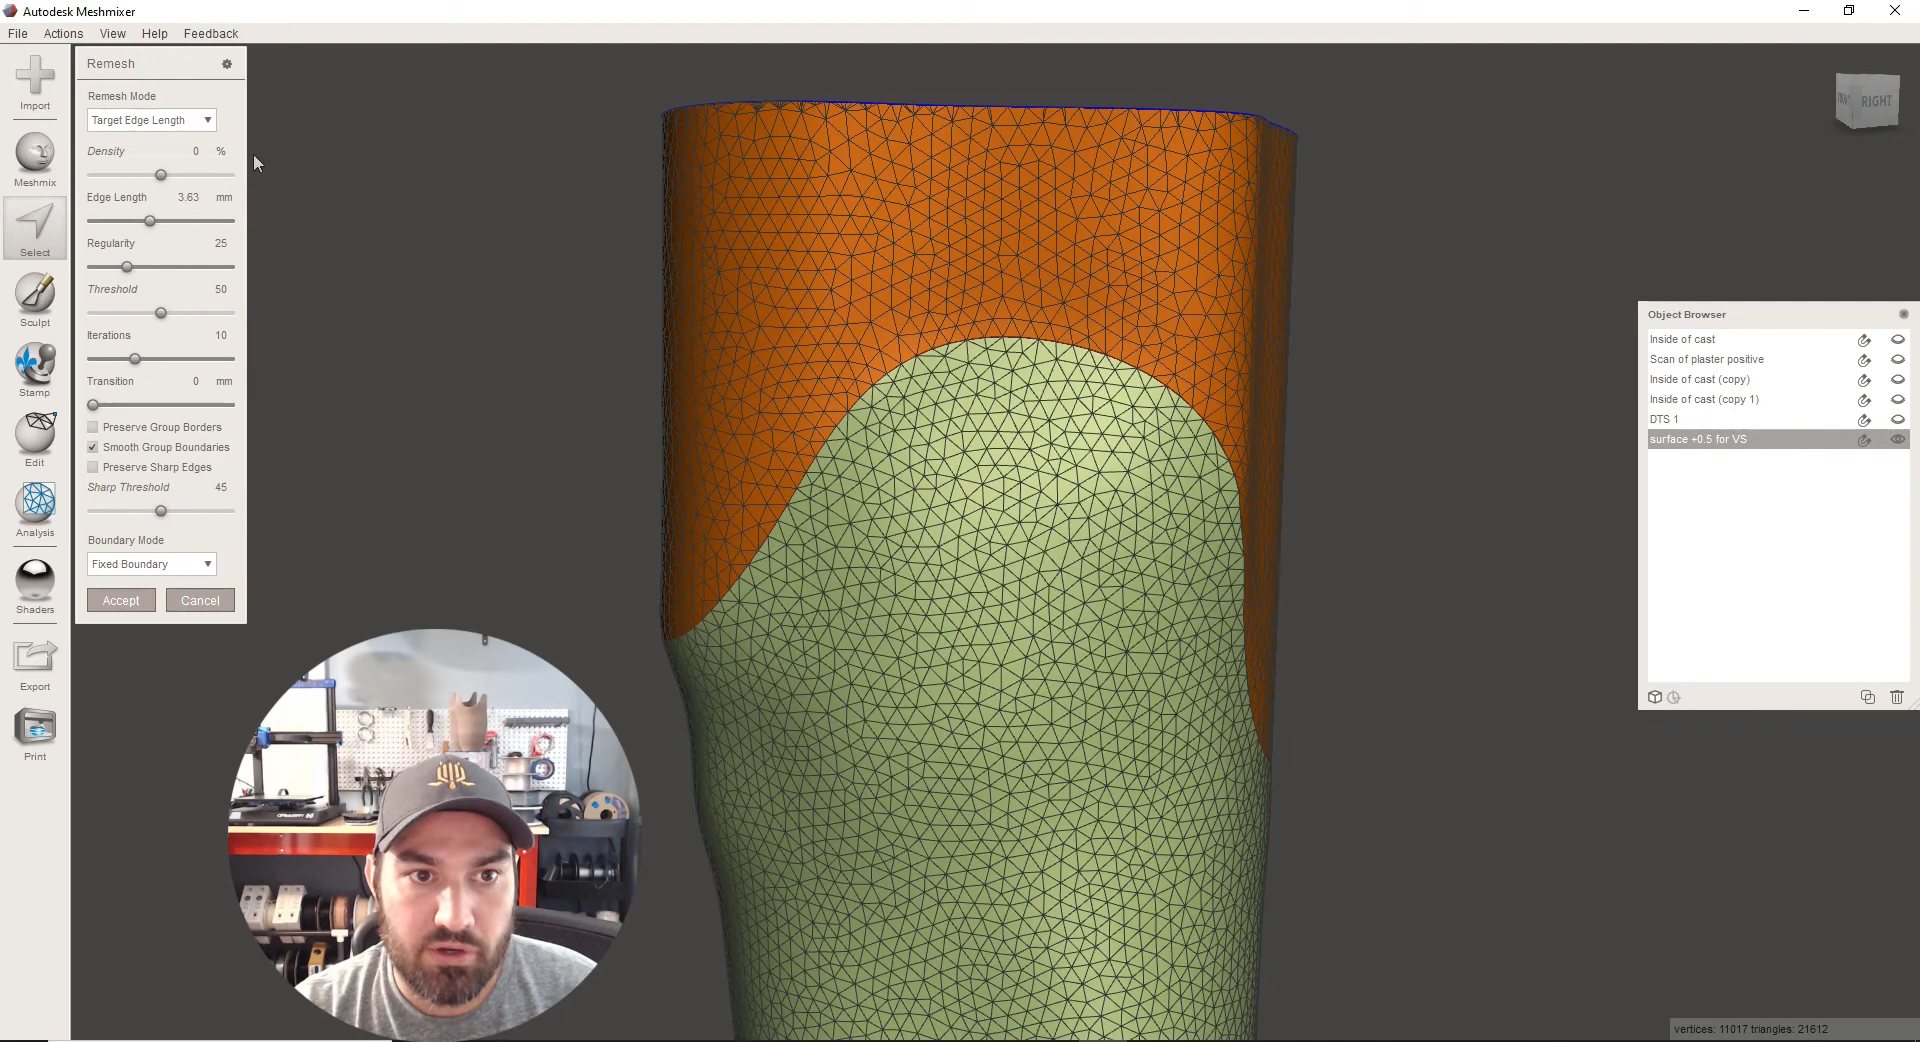 Autodesk Meshmixer
File Actions View Help Feedback
Import
Meshmix
Select
Sculpt
Stamp
Edit
Analysis
Shaders
Export
Print
Remesh
Remesh Mode
Target Edge Length
Density 0 %
Edge Length 3.63 mm
Regularity 25
Threshold 50
Iterations 10
Transition 0 mm
Preserve Group Borders
Smooth Group Boundaries
Preserve Sharp Edges
Sharp Threshold 45
Boundary Mode
Fixed Boundary
Accept Cancel
RIGHT
Object Browser
Inside of cast
Scan of plaster positive
Inside of cast (copy)
Inside of cast (copy 1)
DTS 1
surface +0.5 for VS
vertices: 11017 triangles: 21612